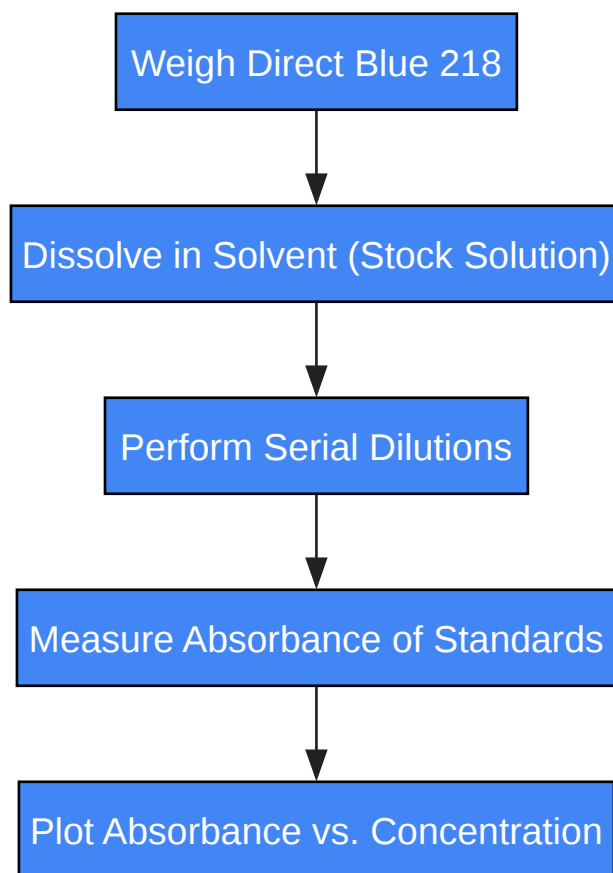 Weigh Direct Blue 218
Dissolve in Solvent (Stock Solution)
Perform Serial Dilutions
Measure Absorbance of Standards
Plot Absorbance vs. Concentration